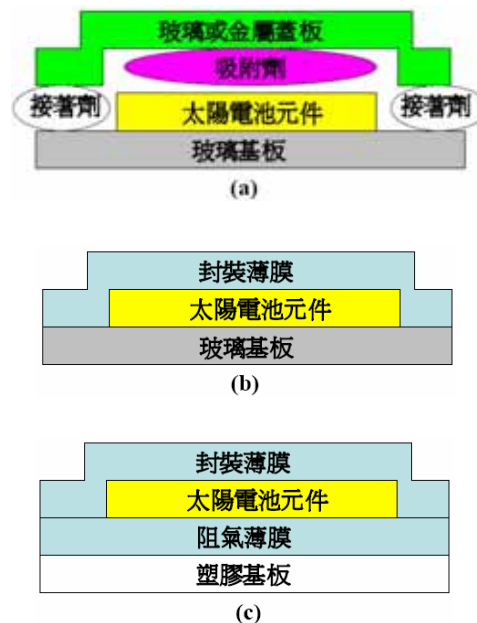 玻璃或金屬蓋板
吸附劑
接著劑
太陽電池元件
接著劑
玻璃基板
(a)
封裝薄膜
太陽電池元件
玻璃基板
(b)
封裝薄膜
太陽電池元件
阻氣薄膜
塑膠基板
(c)